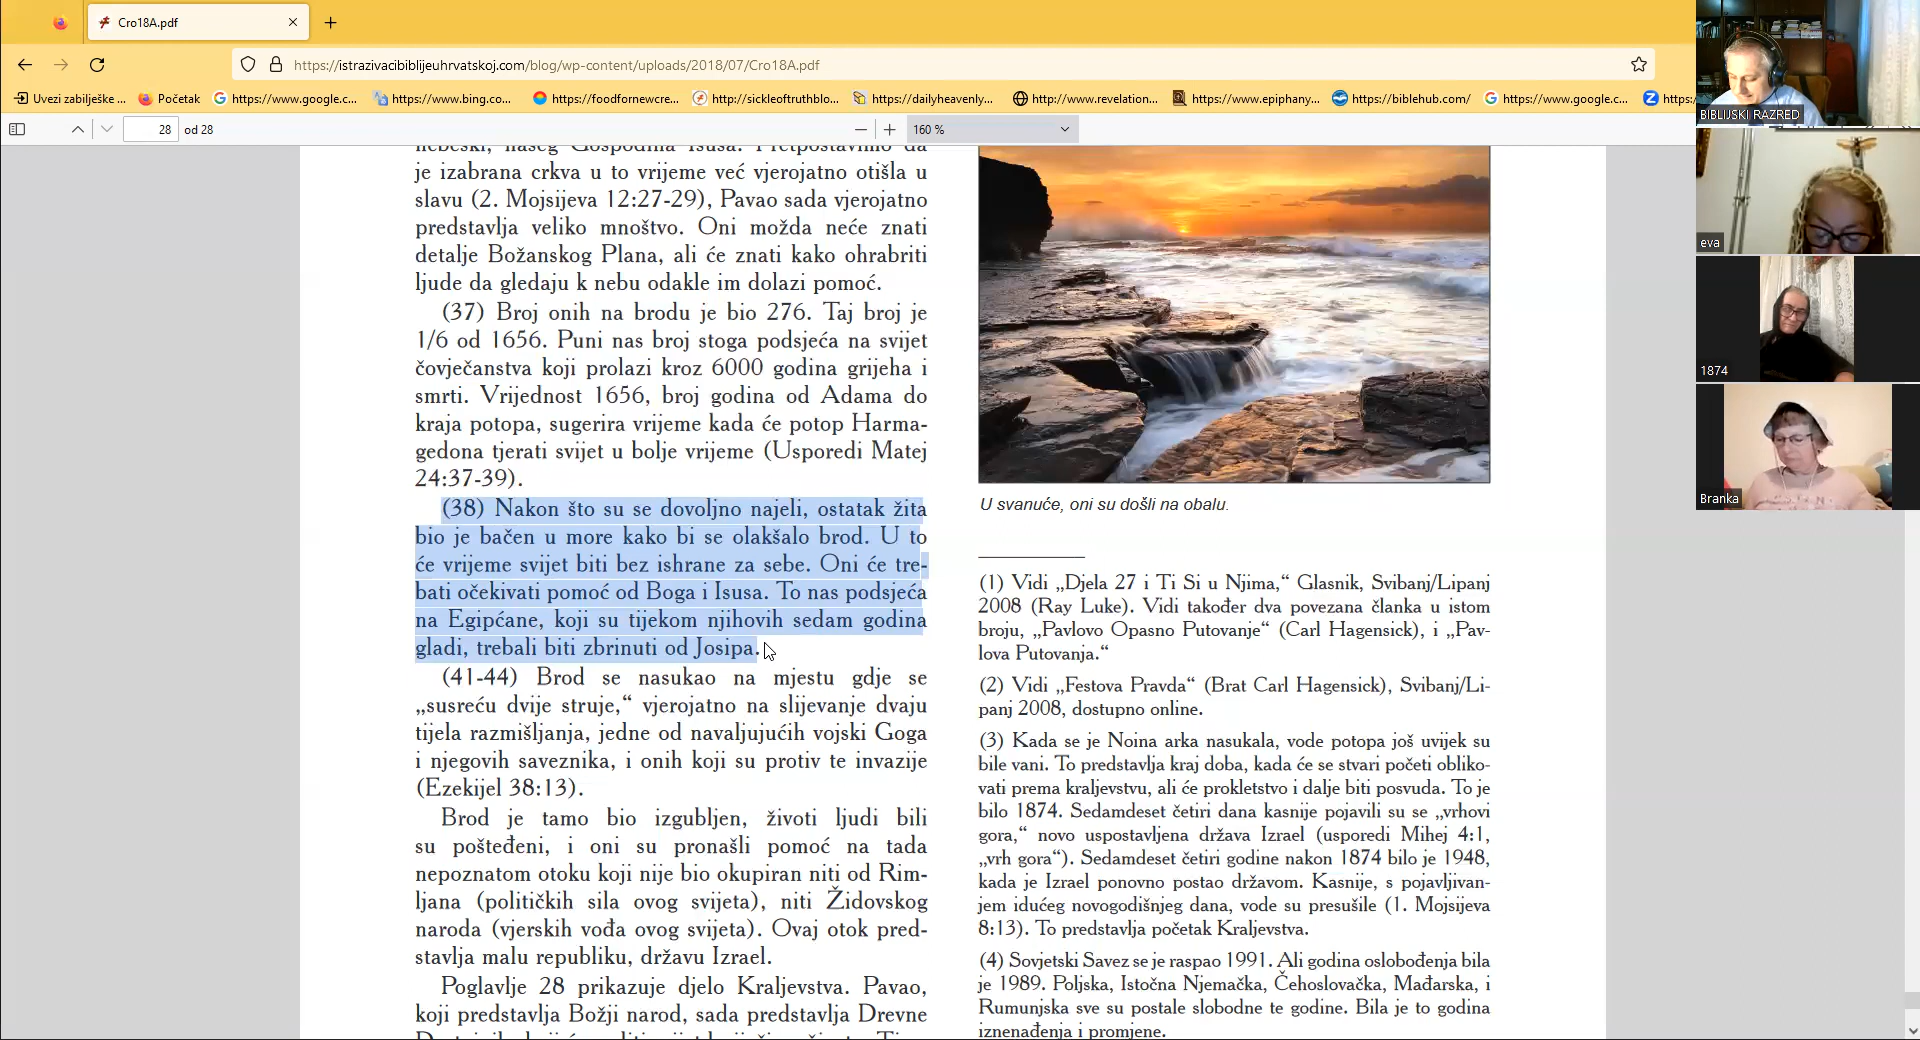 Cro18A.pdf
https://istrazivacibiblijeuhrvatskoj.com/blog/wp-content/uploads/2018/07/Cro18A.pdf
Uvezi zabilješke ...
Početak
https://www.google.c...
https://www.bing.co...
https://foodfornewcre...
http://sickleoftruthblo...
https://dailyheavenly...
http://www.revelation...
https://www.epiphany...
https://biblehub.com/
https://www.google.c...
https:
28 od 28
160 %
nebeski, našeg Gospodina Isusa. Pretpostavimo da
je izabrana crkva u to vrijeme već vjerojatno otišla u
slavu (2. Mojsijeva 12:27-29), Pavao sada vjerojatno
predstavlja veliko mnoštvo. Oni možda neće znati
detalje Božanskog Plana, ali će znati kako ohrabriti
ljude da gledaju k nebu odakle im dolazi pomoć.
(37) Broj onih na brodu je bio 276. Taj broj je
1/6 od 1656. Puni nas broj stoga podsjeća na svijet
čovječanstva koji prolazi kroz 6000 godina grijeha i
smrti. Vrijednost 1656, broj godina od Adama do
kraja potopa, sugerira vrijeme kada će potop Harma-
gedona tjerati svijet u bolje vrijeme (Usporedi Matej
24:37-39).
(38) Nakon što su se dovoljno najeli, ostatak žita
bio je bačen u more kako bi se olakšalo brod. U to
će vrijeme svijet biti bez ishrane za sebe. Oni će tre-
bati očekivati pomoć od Boga i Isusa. To nas podsjeća
na Egipćane, koji su tijekom njihovih sedam godina
gladi, trebali biti zbrinuti od Josipa.
(41-44) Brod se nasukao na mjestu gdje se
„susreću dvije struje,“ vjerojatno na slijevanje dvaju
tijela razmišljanja, jedne od navaljujućih vojski Goga
i njegovih saveznika, i onih koji su protiv te invazije
(Ezekijel 38:13).
Brod je tamo bio izgubljen, životi ljudi bili
su pošteđeni, i oni su pronašli pomoć na tada
nepoznatom otoku koji nije bio okupiran niti od Rim-
ljana (političkih sila ovog svijeta), niti Židovskog
naroda (vjerskih vođa ovog svijeta). Ovaj otok pred-
stavlja malu republiku, državu Izrael.
Poglavlje 28 prikazuje djelo Kraljevstva. Pavao,
koji predstavlja Božji narod, sada predstavlja Drevne
U svanuće, oni su došli na obalu.
(1) Vidi „Djela 27 i Ti Si u Njima,“ Glasnik, Svibanj/Lipanj
2008 (Ray Luke). Vidi također dva povezana članka u istom
broju, „Pavlovo Opasno Putovanje“ (Carl Hagensick), i „Pav-
lova Putovanja.“
(2) Vidi „Festova Pravda“ (Brat Carl Hagensick), Svibanj/Li-
panj 2008, dostupno online.
(3) Kada se je Noina arka nasukala, vode potopa još uvijek su
bile vani. To predstavlja kraj doba, kada će se stvari početi obliko-
vati prema kraljevstvu, ali će prokletstvo i dalje biti posvuda. To je
bilo 1874. Sedamdeset četiri dana kasnije pojavili su se „vrhovi
gora,“ novo uspostavljena država Izrael (usporedi Mihej 4:1,
„vrh gora“). Sedamdeset četiri godine nakon 1874 bilo je 1948,
kada je Izrael ponovno postao državom. Kasnije, s pojavljivan-
jem idućeg novogodišnjeg dana, vode su presušile (1. Mojsijeva
8:13). To predstavlja početak Kraljevstva.
(4) Sovjetski Savez se je raspao 1991. Ali godina oslobođenja bila
je 1989. Poljska, Istočna Njemačka, Čehoslovačka, Mađarska, i
Rumunjska sve su postale slobodne te godine. Bila je to godina
iznenađenja i promjene.
BIBLIJSKI RAZRED
eva
1874
Branka